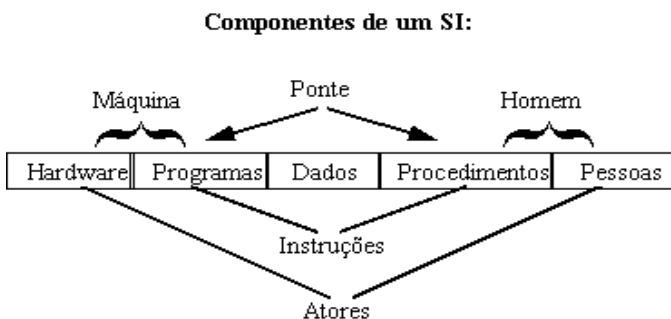 Componentes de um SI:
Ponte
Máquina
Homem
Hardware Programas Dados Procedimentos Pessoas
Instruções
Atores